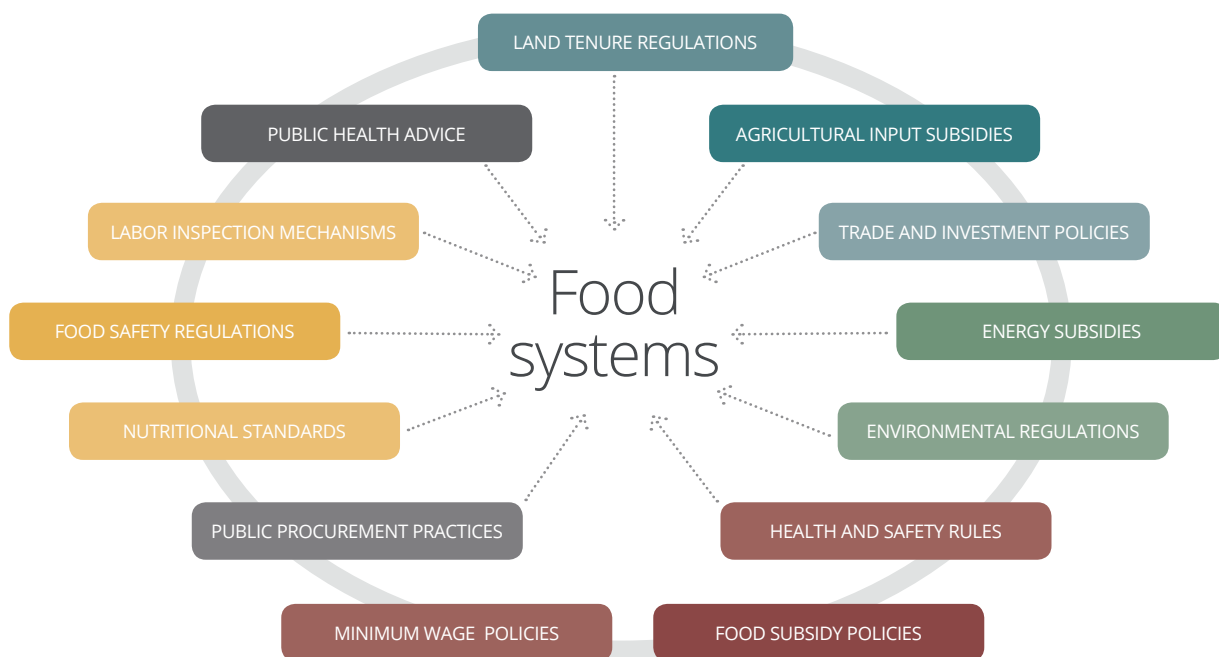 LAND TENURE REGULATIONS
PUBLIC HEALTH ADVICE
AGRICULTURAL INPUT SUBSIDIES
LABOR INSPECTION MECHANISMS
TRADE AND INVESTMENT POLICIES
Food
systems
FOOD SAFETY REGULATIONS
ENERGY SUBSIDIES
NUTRITIONAL STANDARDS
ENVIRONMENTAL REGULATIONS
PUBLIC PROCUREMENT PRACTICES
HEALTH AND SAFETY RULES
MINIMUM WAGE POLICIES
FOOD SUBSIDY POLICIES